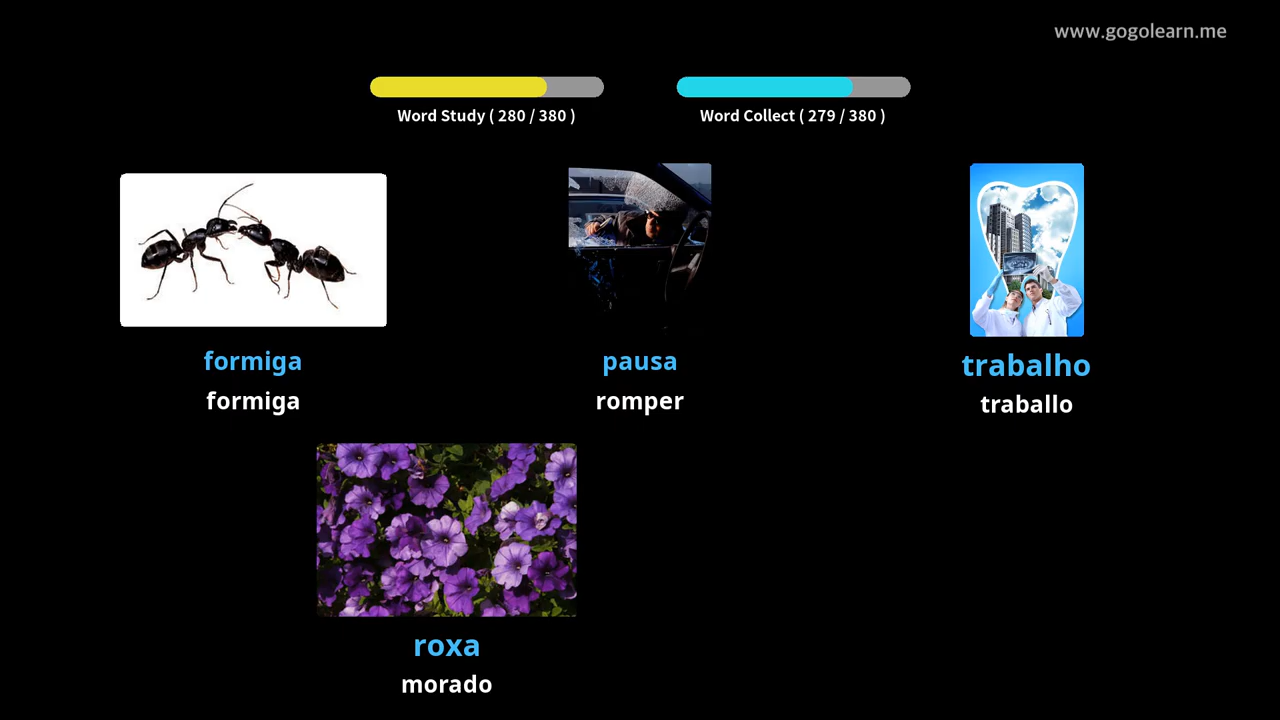 www.gogolearn.me
Word Study ( 280 / 380 )
Word Collect ( 279 / 380 )
formiga
formiga
pausa
romper
trabalho
traballo
roxa
morado